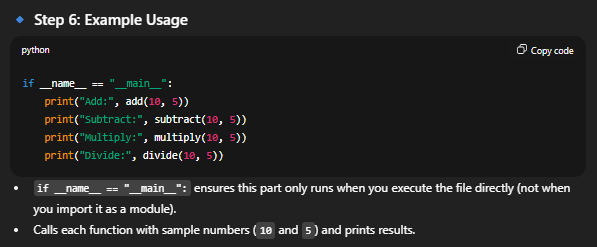 Step 6: Example Usage
python
Copy code
if __name__ == "__main__":
    print("Add:", add(10, 5))
    print("Subtract:", subtract(10, 5))
    print("Multiply:", multiply(10, 5))
    print("Divide:", divide(10, 5))
• if __name__ == "__main__": ensures this part only runs when you execute the file directly (not when
you import it as a module).
• Calls each function with sample numbers ( 10 and 5 ) and prints results.